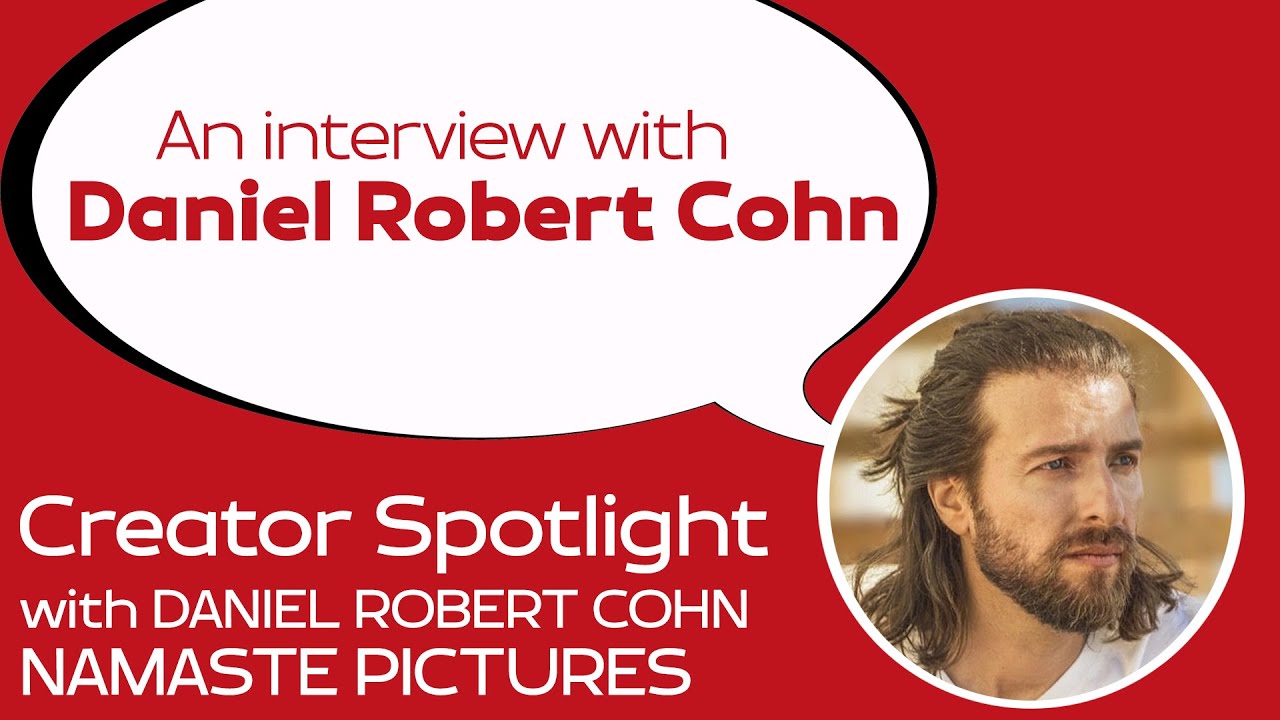 An interview with
Daniel Robert Cohn
Creator Spotlight
with DANIEL ROBERT COHN
NAMASTE PICTURES